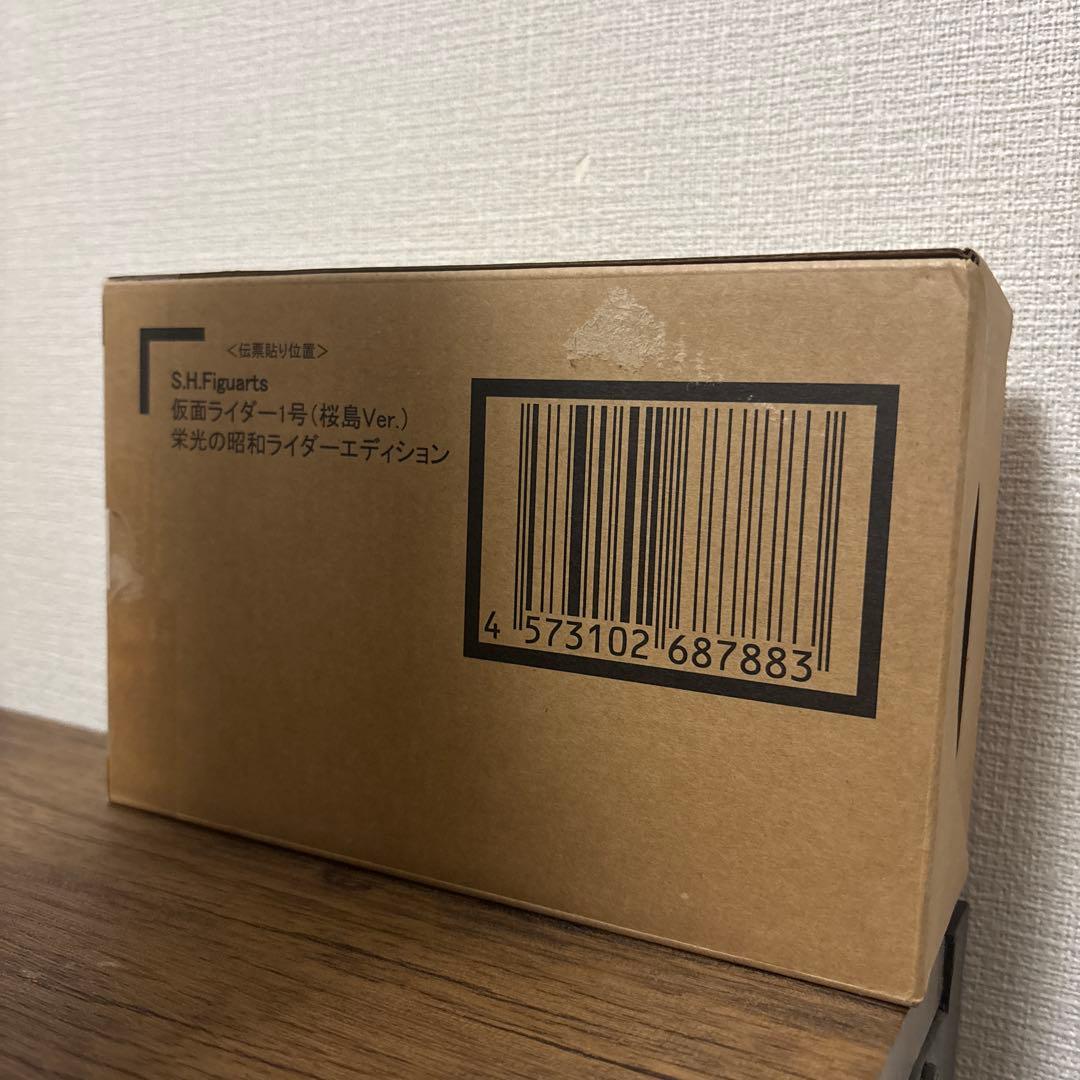 ＜伝票貼り位置＞
S.H.Figuarts
仮面ライダー1号（桜島Ver.）
栄光の昭和ライダーエディション
4 573102 687883